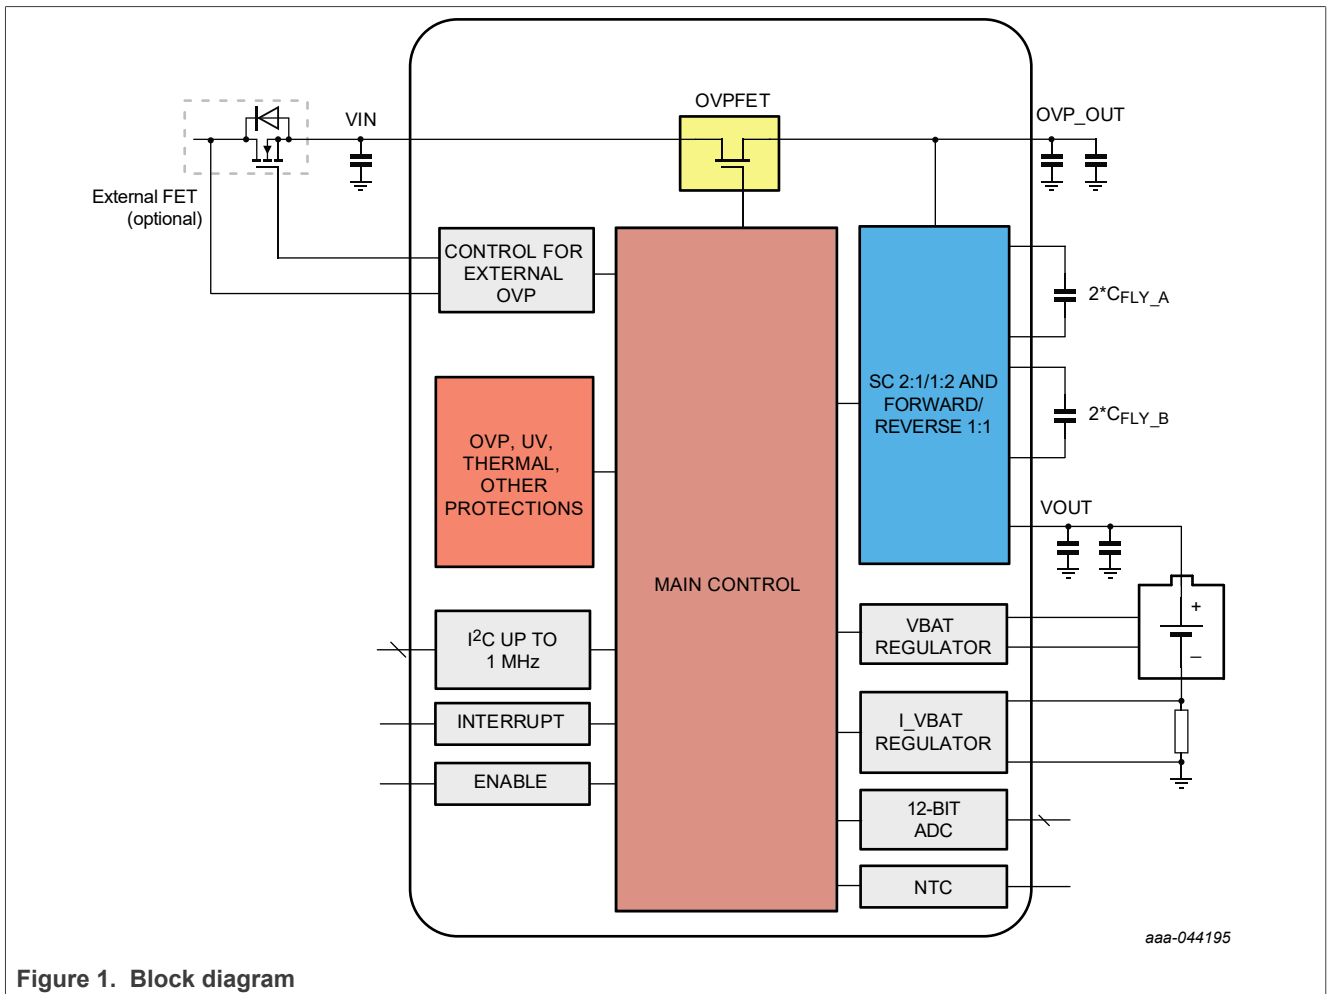 OVPFET
VIN
OVP_OUT
External FET
(optional)
CONTROL FOR
EXTERNAL
OVP
2*CFLY_A
SC 2:1/1:2 AND
FORWARD/
REVERSE 1:1
2*CFLY_B
OVP, UV,
THERMAL,
OTHER
PROTECTIONS
VOUT
MAIN CONTROL
+
–
I2C UP TO
1 MHz
VBAT
REGULATOR
INTERRUPT
I_VBAT
REGULATOR
ENABLE
12-BIT
ADC
NTC
aaa-044195
Figure 1. Block diagram